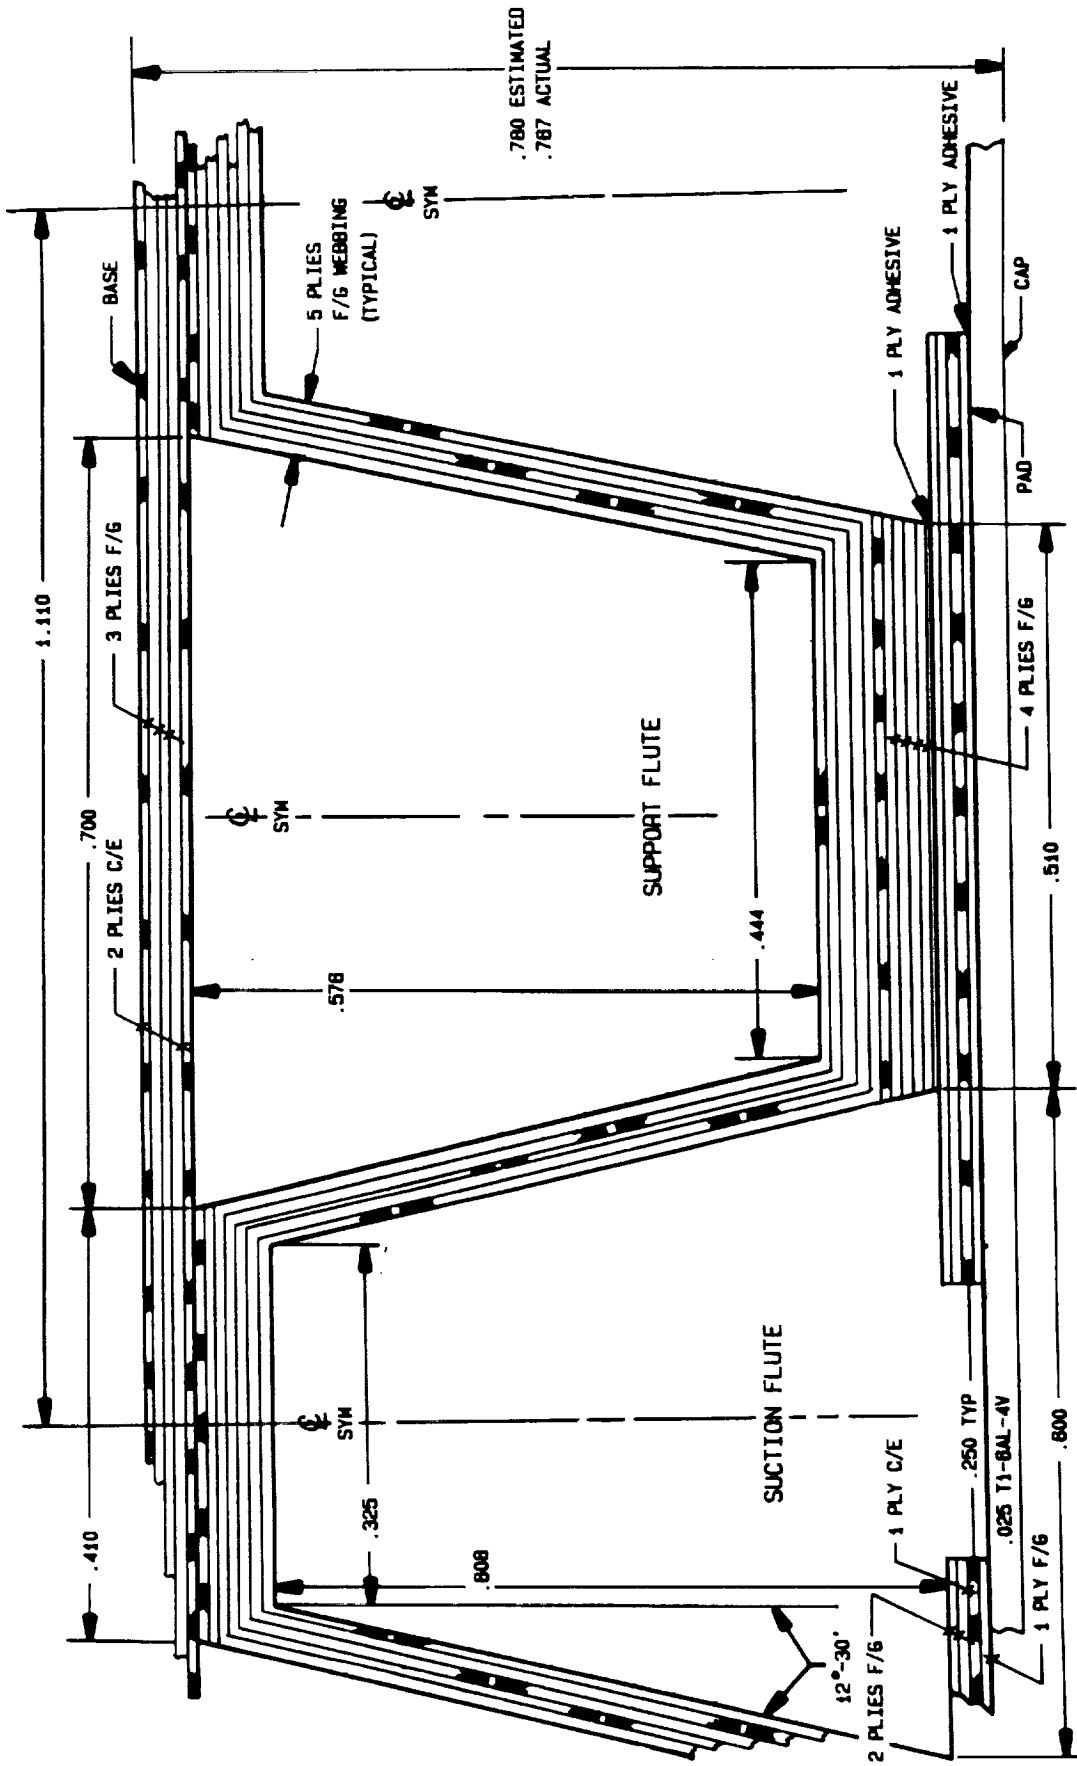 1.110
.410
.700
2 PLIES C/E
3 PLIES F/G
BASE
℄
SYM
.325
℄
SYM
.578
5 PLIES
F/G WEBBING
(TYPICAL)
℄
SYM
.608
.444
SUPPORT FLUTE
SUCTION FLUTE
.780 ESTIMATED
.767 ACTUAL
12°-30'
2 PLIES F/G
1 PLY C/E
1 PLY ADHESIVE
1 PLY ADHESIVE
.250 TYP
.025 Ti-6AL-4V
1 PLY F/G
4 PLIES F/G
PAD
CAP
.600
.510